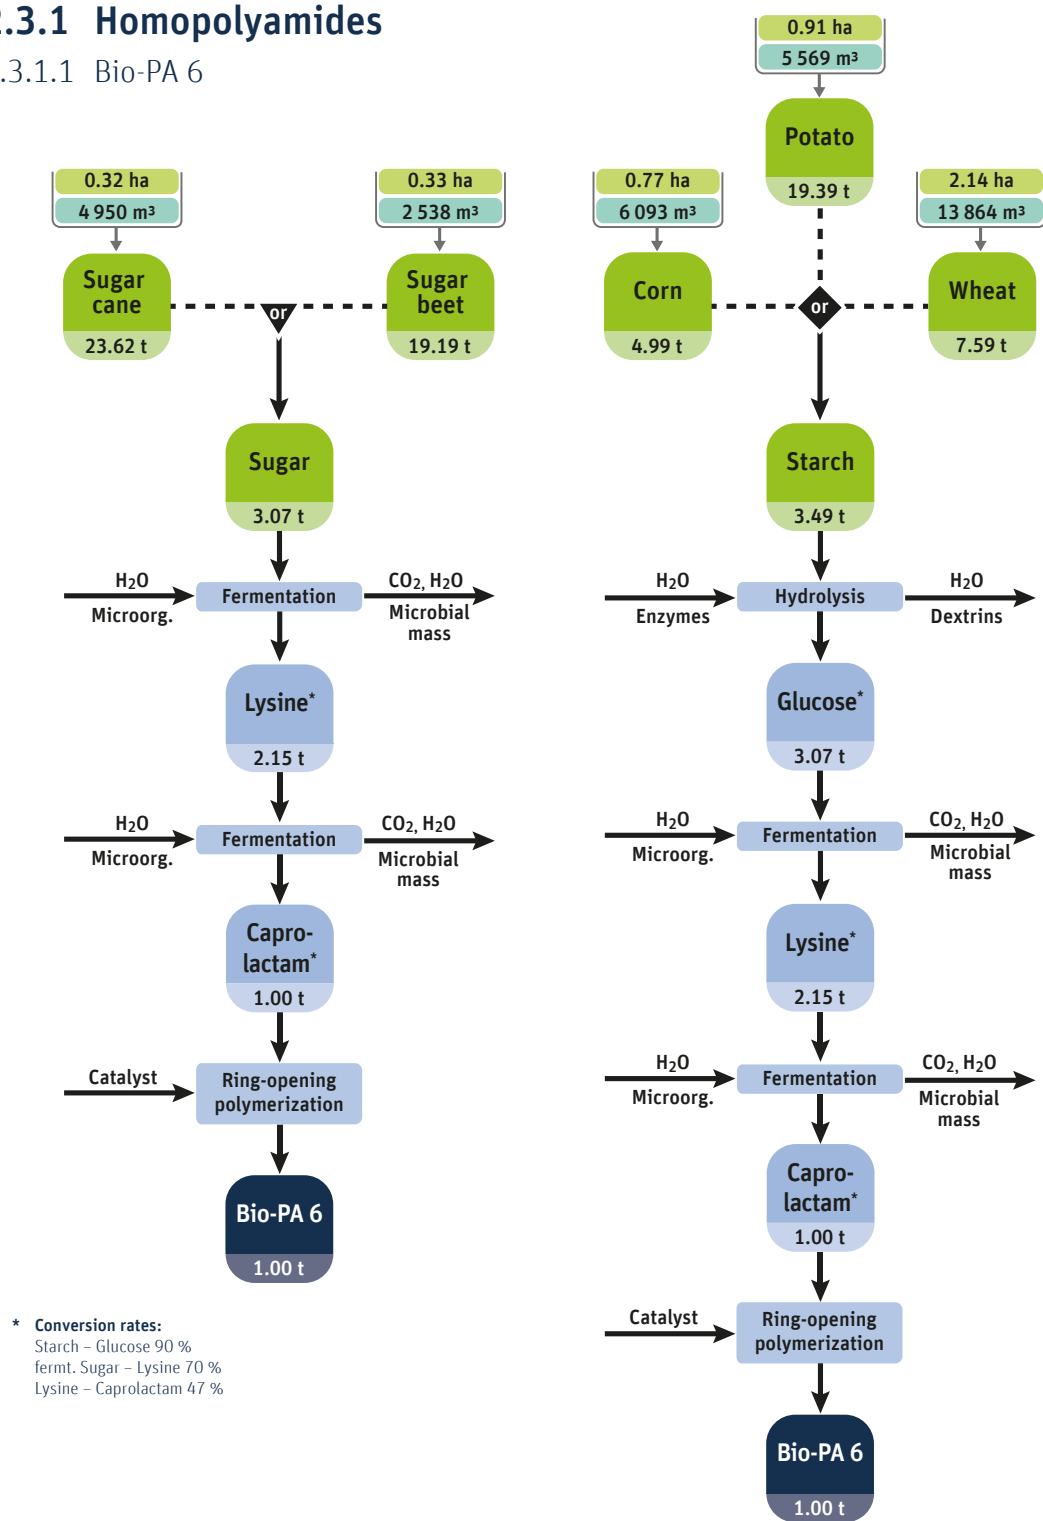 2.3.1 Homopolyamides
.3.1.1 Bio-PA 6
0.91 ha
5 569 m³
Potato
19.39 t
0.32 ha
4 950 m³
Sugar
cane
23.62 t
or
0.33 ha
2 538 m³
Sugar
beet
19.19 t
0.77 ha
6 093 m³
Corn
4.99 t
or
2.14 ha
13 864 m³
Wheat
7.59 t
Sugar
3.07 t
H₂O
Microorg.
Fermentation
CO₂, H₂O
Microbial
mass
Lysine*
2.15 t
H₂O
Microorg.
Fermentation
CO₂, H₂O
Microbial
mass
Capro-
lactam*
1.00 t
Catalyst
Ring-opening
polymerization
Bio-PA 6
1.00 t
Starch
3.49 t
H₂O
Enzymes
Hydrolysis
H₂O
Dextrins
Glucose*
3.07 t
H₂O
Microorg.
Fermentation
CO₂, H₂O
Microbial
mass
Lysine*
2.15 t
H₂O
Microorg.
Fermentation
CO₂, H₂O
Microbial
mass
Capro-
lactam*
1.00 t
Catalyst
Ring-opening
polymerization
Bio-PA 6
1.00 t
* Conversion rates:
Starch – Glucose 90 %
fermt. Sugar – Lysine 70 %
Lysine – Caprolactam 47 %